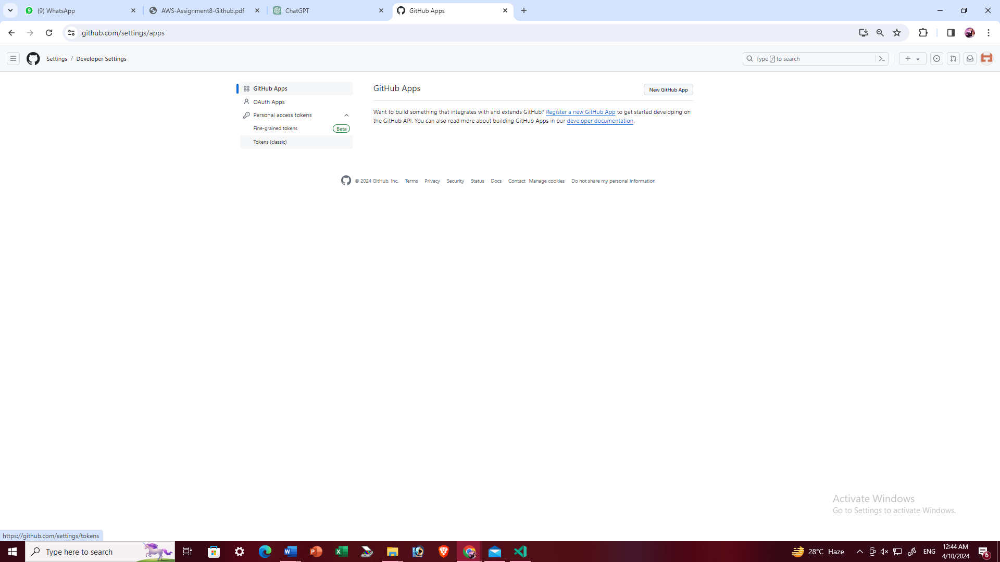 (9) WhatsApp
AWS-Assignment8-Github.pdf
ChatGPT
GitHub Apps
github.com/settings/apps
Settings / Developer Settings
Type / to search
GitHub Apps
OAuth Apps
Personal access tokens
Fine-grained tokens Beta
Tokens (classic)
GitHub Apps
New GitHub App
Want to build something that integrates with and extends GitHub? Register a new GitHub App to get started developing on
the GitHub API. You can also read more about building GitHub Apps in our developer documentation.
© 2024 GitHub, Inc. Terms Privacy Security Status Docs Contact Manage cookies Do not share my personal information
Activate Windows
Go to Settings to activate Windows.
https://github.com/settings/tokens
Type here to search
28°C Haze
ENG
12:44 AM
4/10/2024
6